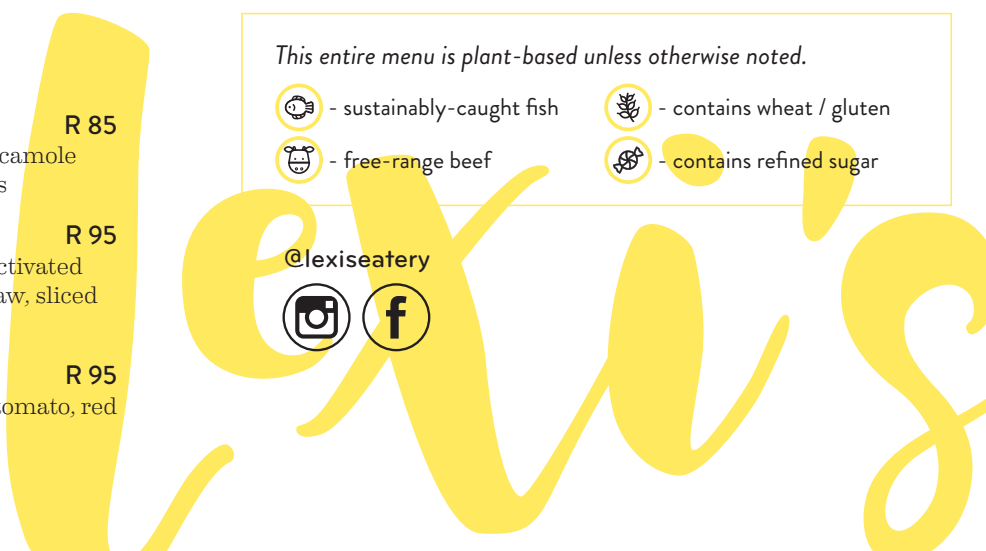 R 85
camole
s
R 95
ctivated
aw, sliced
R 95
tomato, red
This entire menu is plant-based unless otherwise noted.
- sustainably-caught fish
- contains wheat / gluten
- free-range beef
- contains refined sugar
@lexiseatery
lexi's